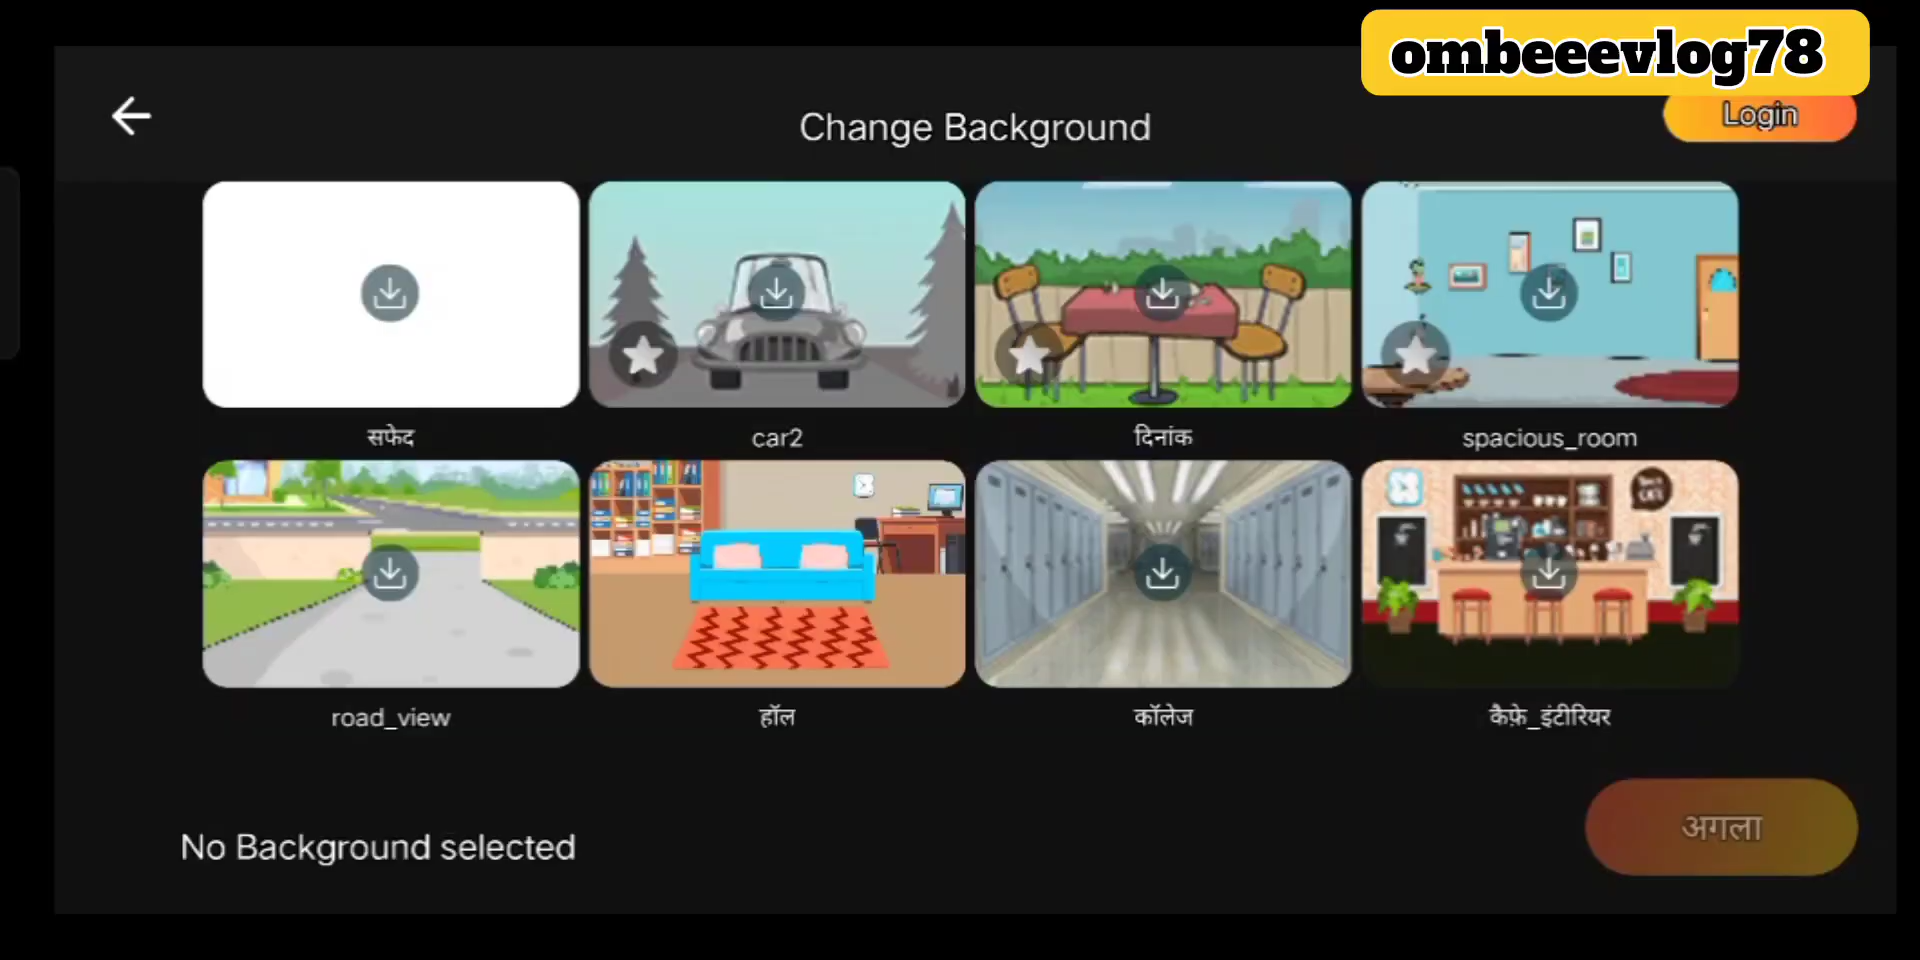 ombeeevlog78
Login
Change Background
सफेद
car2
दिनांक
spacious_room
road_view
हॉल
कॉलेज
कैफ़े_इंटीरियर
No Background selected
अगला